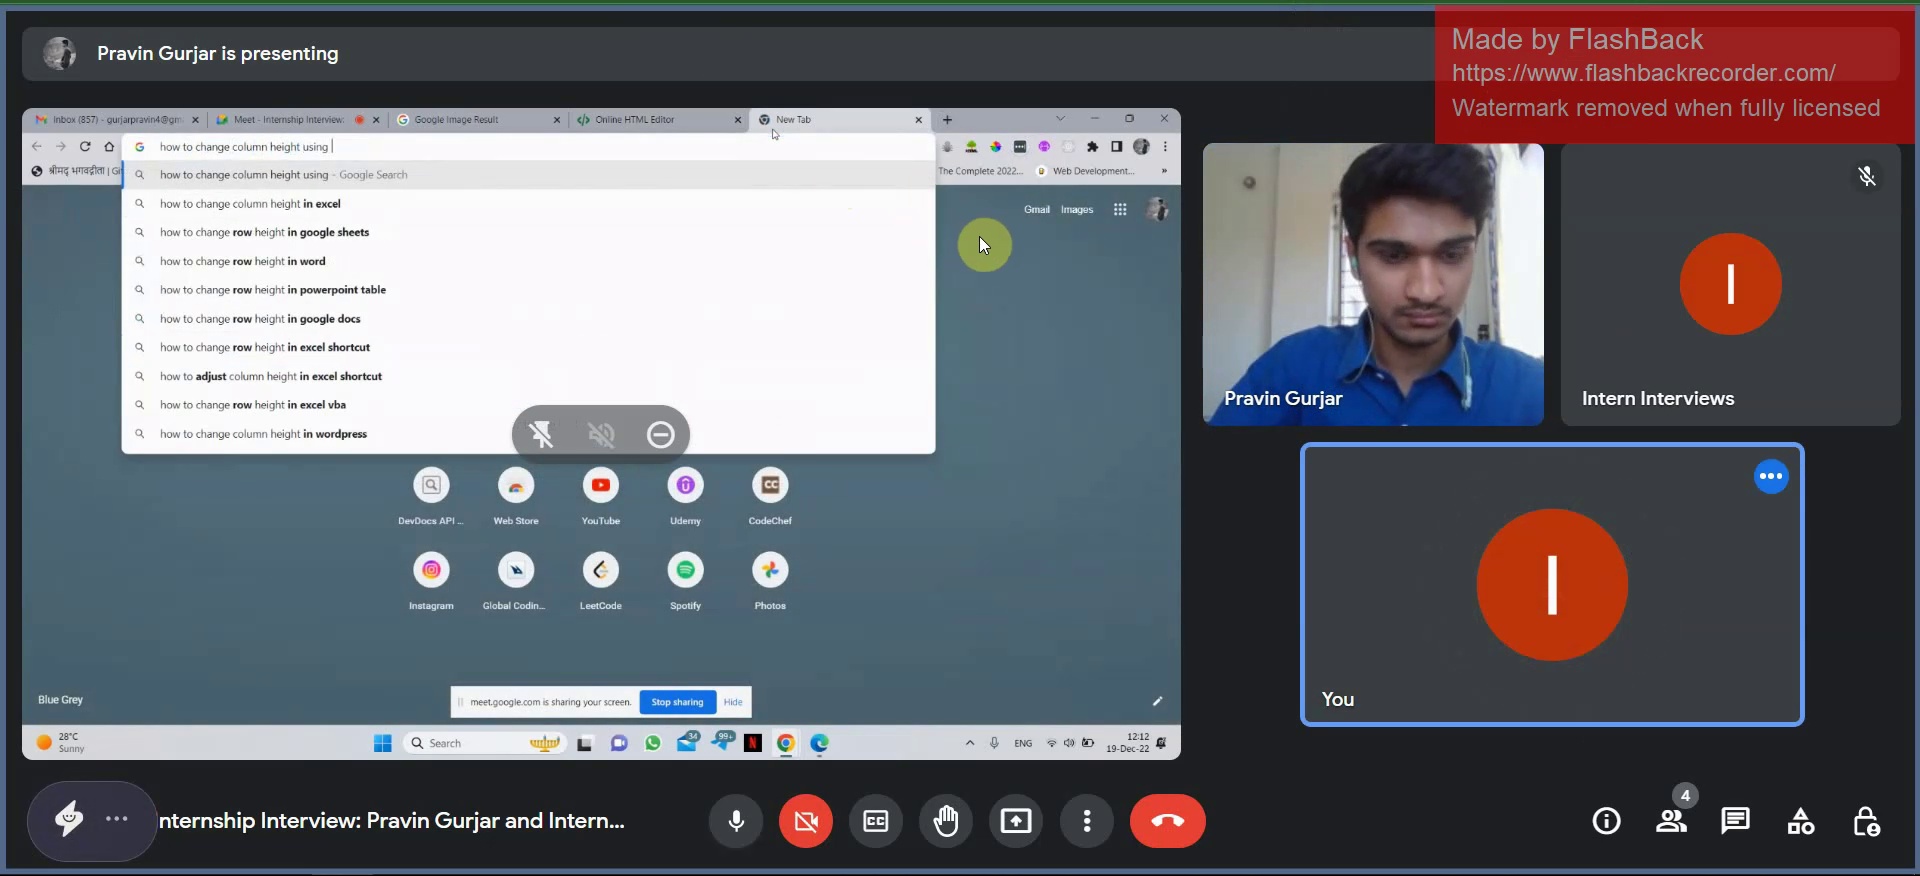 Pravin Gurjar is presenting
Made by FlashBack
https://www.flashbackrecorder.com/
Watermark removed when fully licensed
Inbox (857) - gurjarpravin4@gm
Meet - Internship Interview:
Google Image Result
Online HTML Editor
New Tab
how to change column height using
श्रीमद् भगवद्गीता | Gi
The Complete 2022...
Web Development...
how to change column height using - Google Search
how to change column height in excel
how to change row height in google sheets
how to change row height in word
how to change row height in powerpoint table
how to change row height in google docs
how to change row height in excel shortcut
how to adjust column height in excel shortcut
how to change row height in excel vba
how to change column height in wordpress
Gmail Images
DevDocs API ...
Web Store
YouTube
Udemy
CodeChef
Instagram
Global Codin...
LeetCode
Spotify
Photos
Blue Grey
meet.google.com is sharing your screen.
Stop sharing
Hide
28°C
Sunny
Search
34
99+
ENG
12:12
19-Dec-22
Pravin Gurjar
I
Intern Interviews
I
You
nternship Interview: Pravin Gurjar and Intern...
4